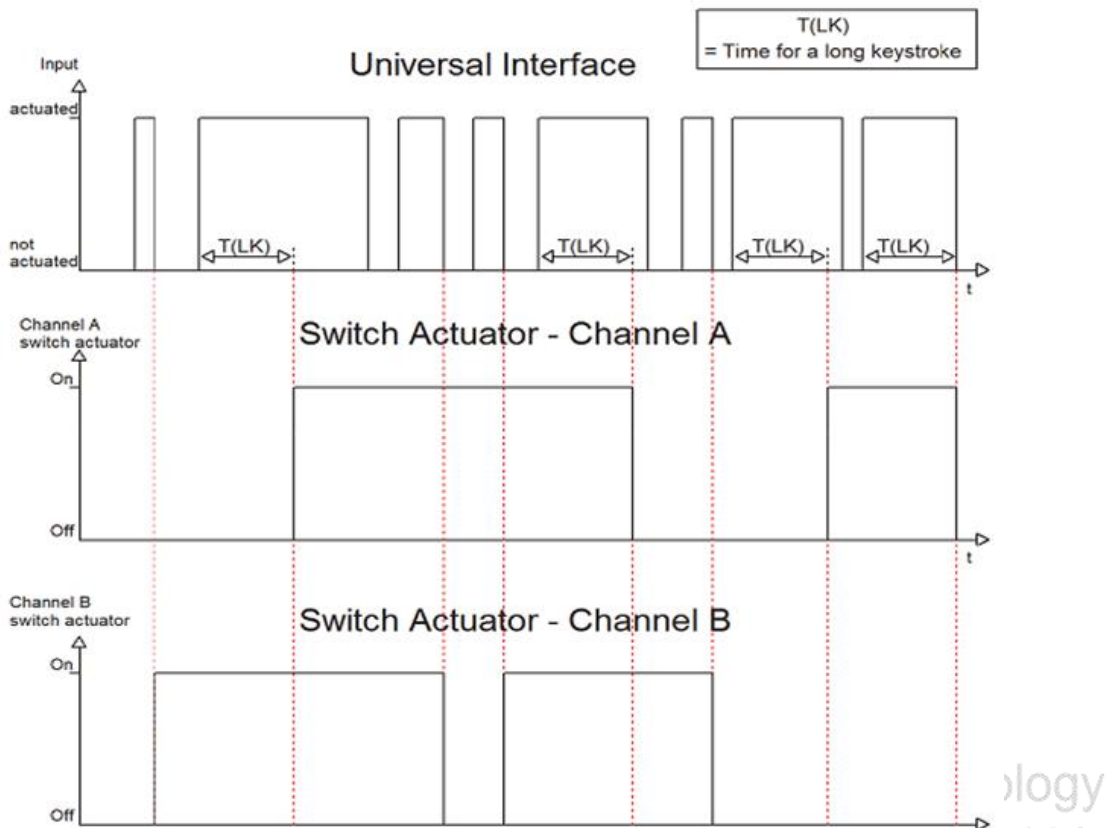 T(LK)
= Time for a long keystroke
Universal Interface
Input
actuated
not
actuated
T(LK)
T(LK)
T(LK)
T(LK)
t
Channel A
switch actuator
Switch Actuator - Channel A
On
Off
t
Channel B
switch actuator
Switch Actuator - Channel B
On
Off